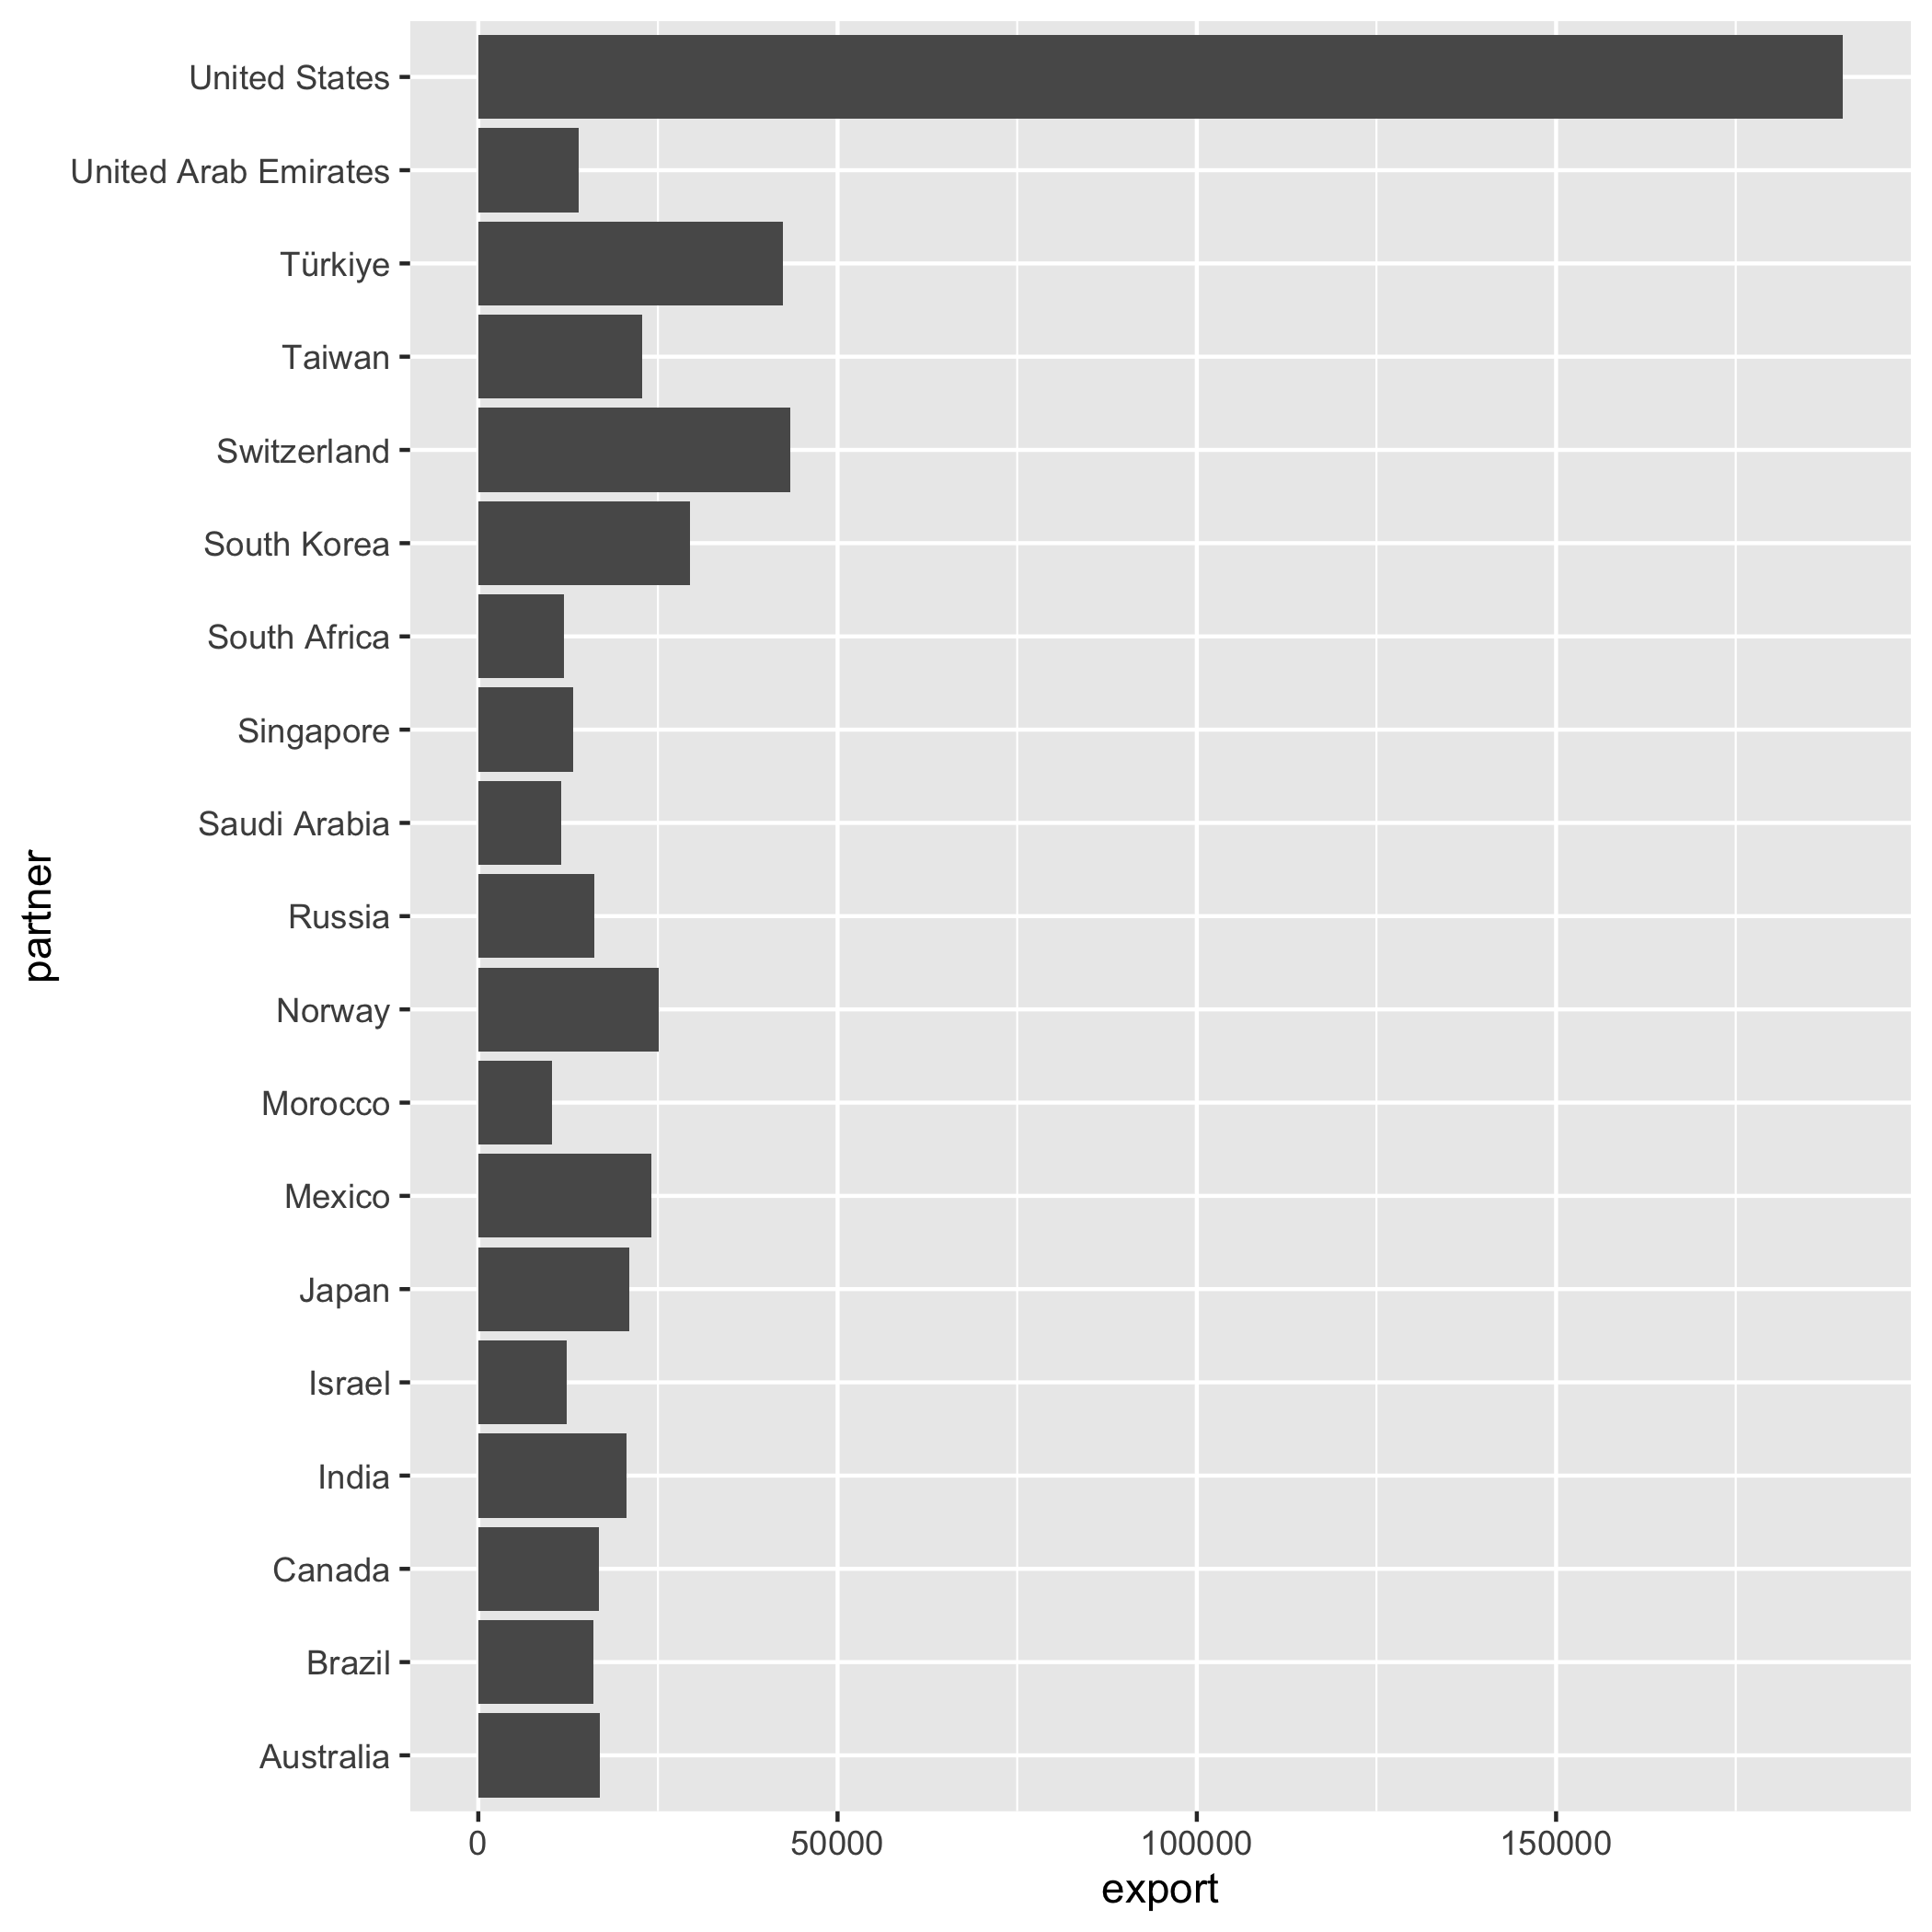 United States
United Arab Emirates
Türkiye
Taiwan
Switzerland
South Korea
South Africa
Singapore
Saudi Arabia
Russia
Norway
Morocco
Mexico
Japan
Israel
India
Canada
Brazil
Australia
partner
0 50000 100000 150000
export